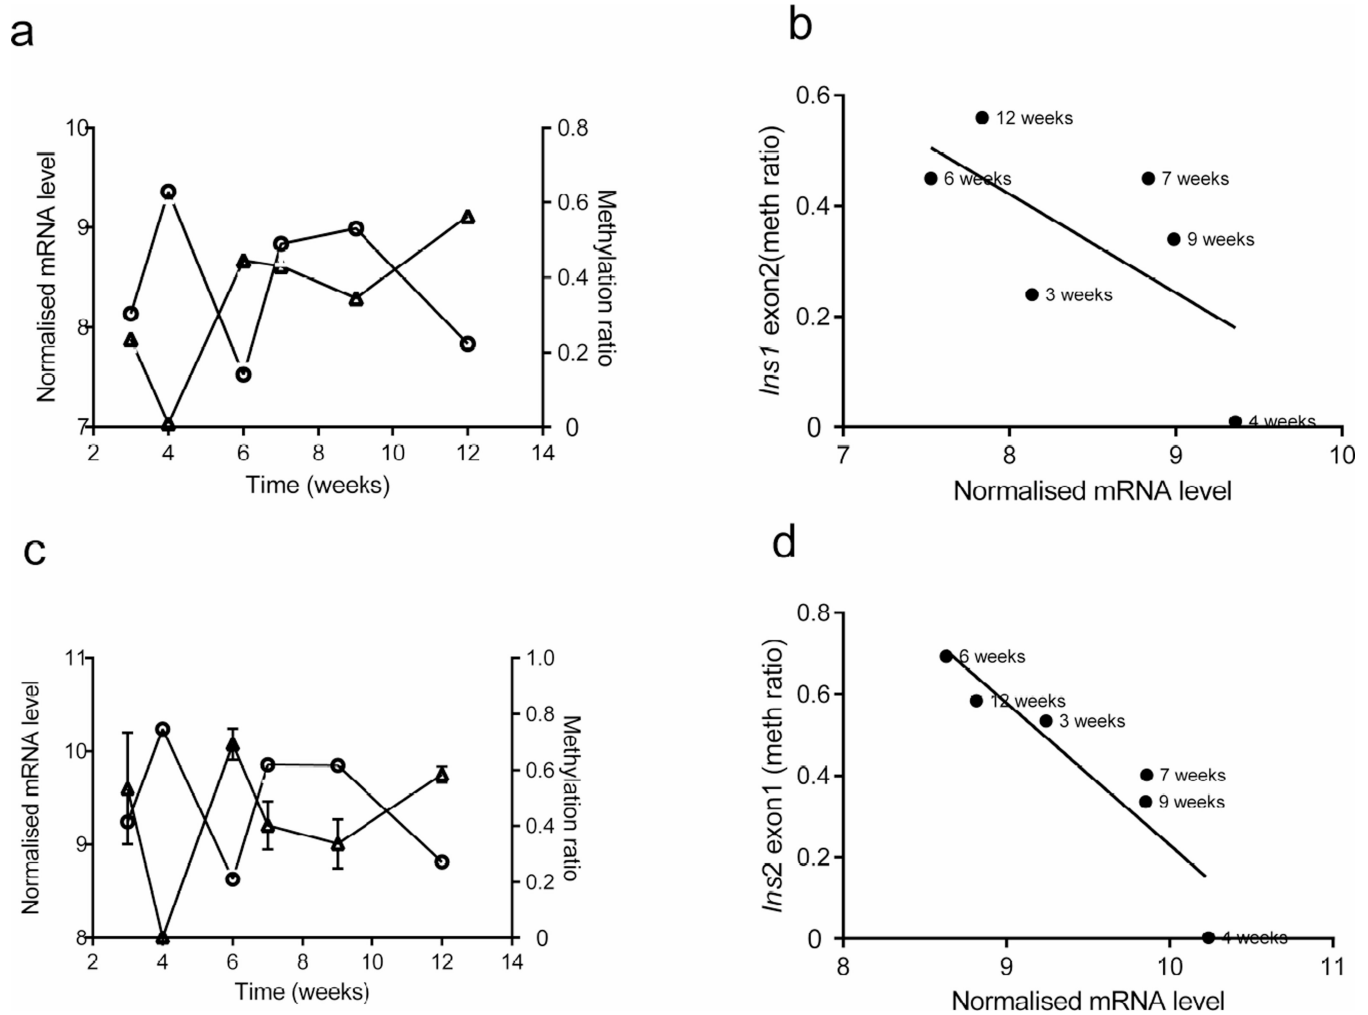 a
10
9
8
7
Normalised mRNA level
0.8
0.6
0.4
0.2
0
Methylation ratio
2 4 6 8 10 12 14
Time (weeks)
b
0.6
0.4
0.2
0
Ins1 exon2(meth ratio)
12 weeks
6 weeks
7 weeks
9 weeks
3 weeks
4 weeks
7 8 9 10
Normalised mRNA level
c
11
10
9
8
Normalised mRNA level
1.0
0.8
0.6
0.4
0.2
0
Methylation ratio
2 4 6 8 10 12 14
Time (weeks)
d
0.8
0.6
0.4
0.2
0
Ins2 exon1 (meth ratio)
6 weeks
12 weeks
3 weeks
7 weeks
9 weeks
4 weeks
8 9 10 11
Normalised mRNA level